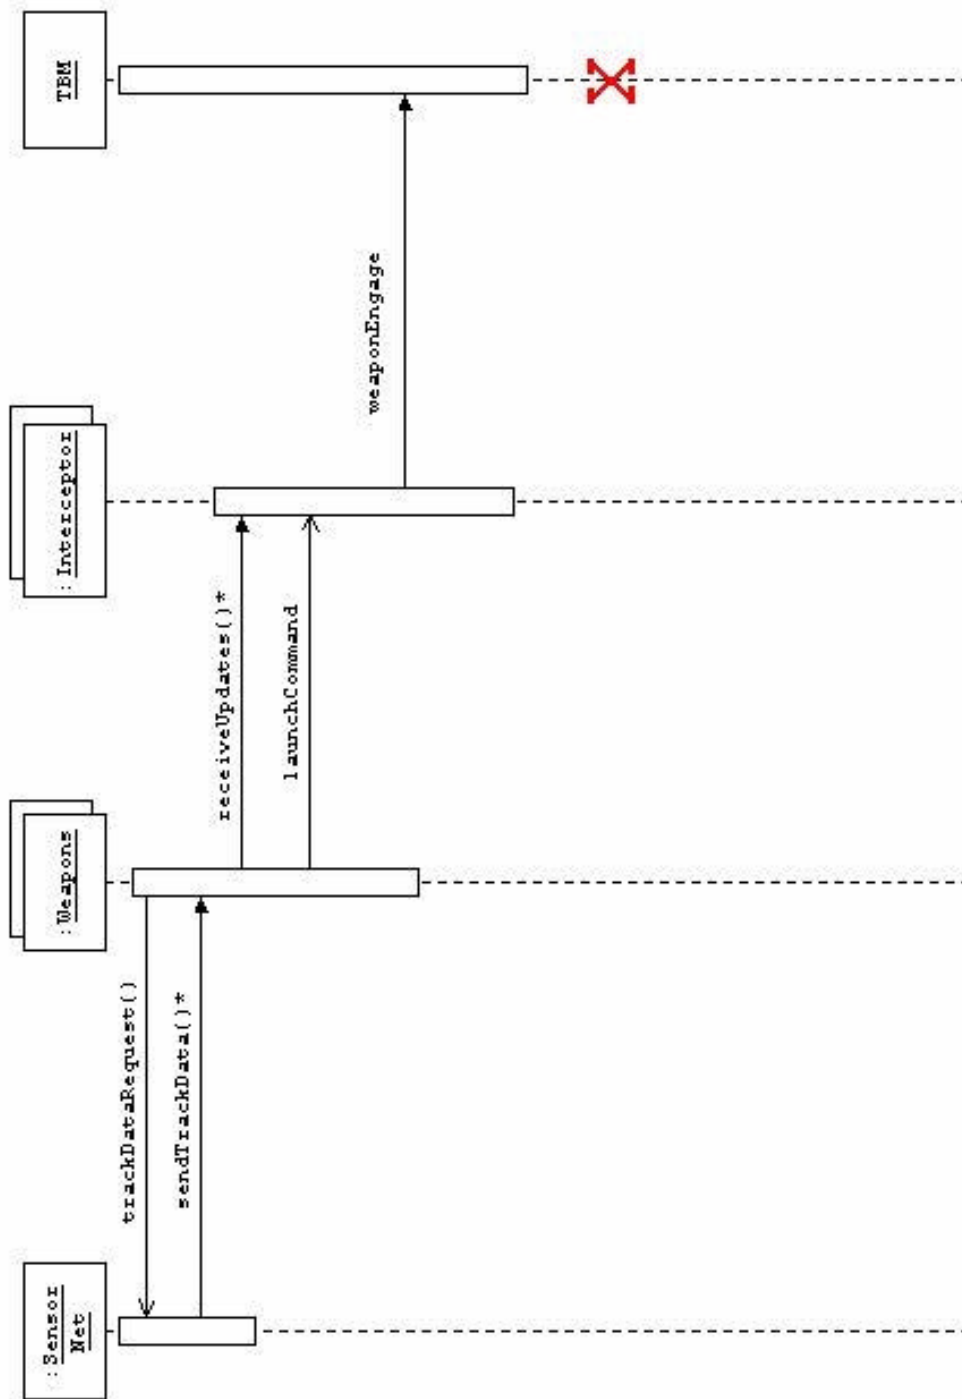 :Sensor
Net
:Weapons
:Interceptor
TBM
trackDataRequest()
sendTrackData()*
receiveUpdates()*
launchCommand
weaponEngage